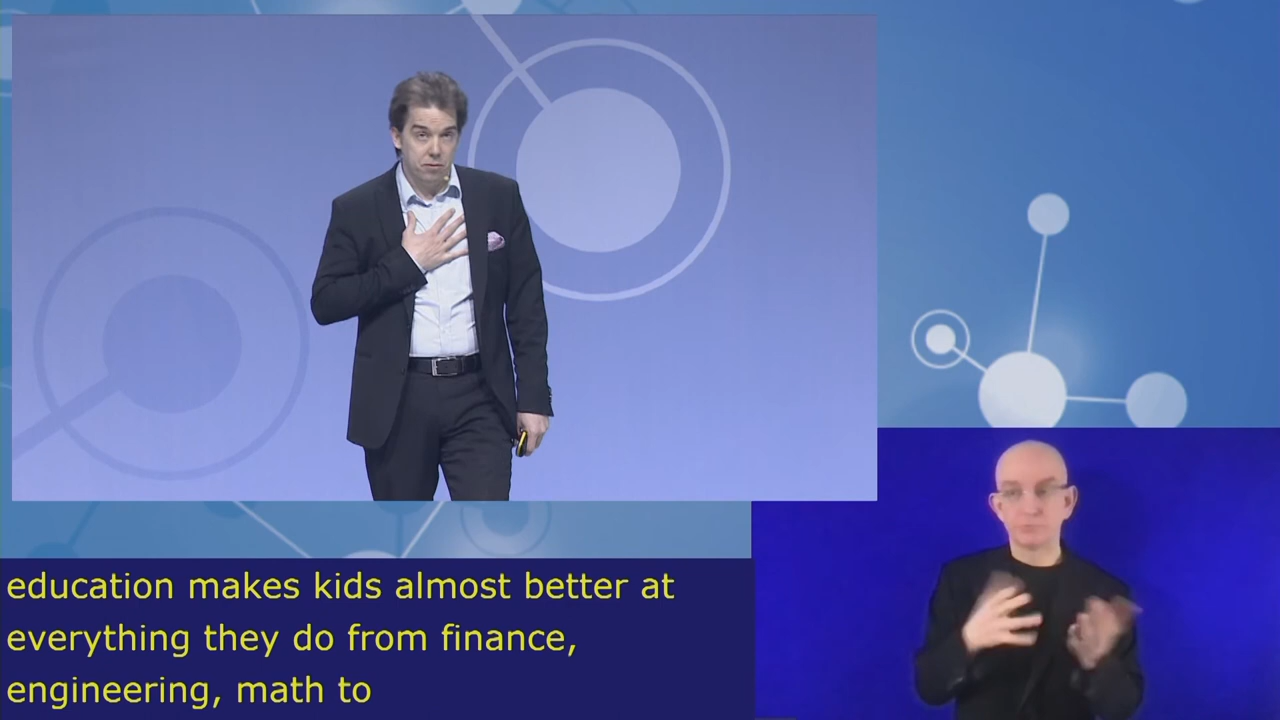 education makes kids almost better at
everything they do from finance,
engineering, math to